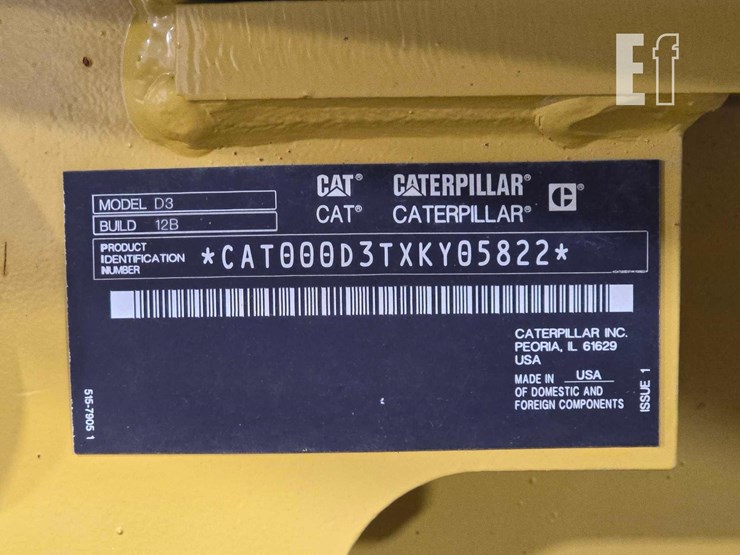 Ef
CAT® CATERPILLAR®
CAT® CATERPILLAR® C ®
MODEL D3
BUILD 12B
PRODUCT
IDENTIFICATION
NUMBER
*CAT000D3TXKY05822*
CATERPILLAR INC.
PEORIA, IL 61629
USA
MADE IN USA
OF DOMESTIC AND
FOREIGN COMPONENTS
ISSUE 1
515-7905 1